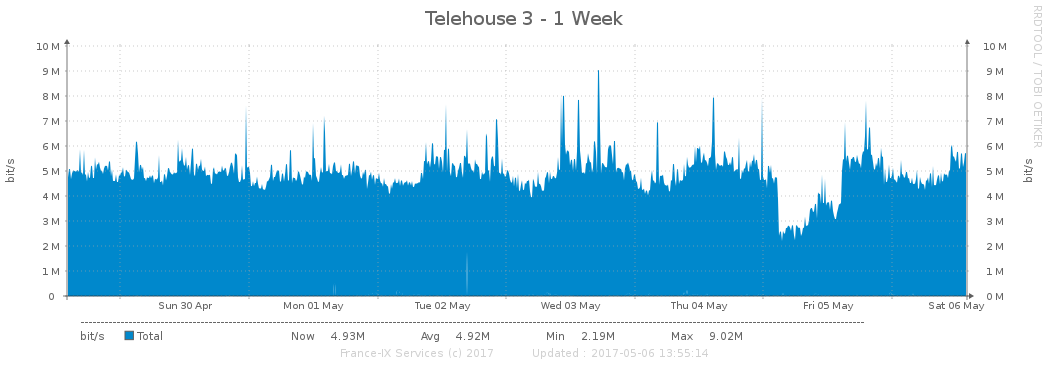 Telehouse 3 - 1 Week
RRDTOOL / TOBI OETIKER
10 M 10 M
9 M 9 M
8 M 8 M
7 M 7 M
6 M 6 M
5 M 5 M
4 M 4 M
3 M 3 M
2 M 2 M
1 M 1 M
0 0 M
bit/s
bit/s
Sun 30 Apr Mon 01 May Tue 02 May Wed 03 May Thu 04 May Fri 05 May Sat 06 May
bit/s Total Now 4.93M Avg 4.92M Min 2.19M Max 9.02M
France-IX Services (c) 2017 Updated : 2017-05-06 13:55:14